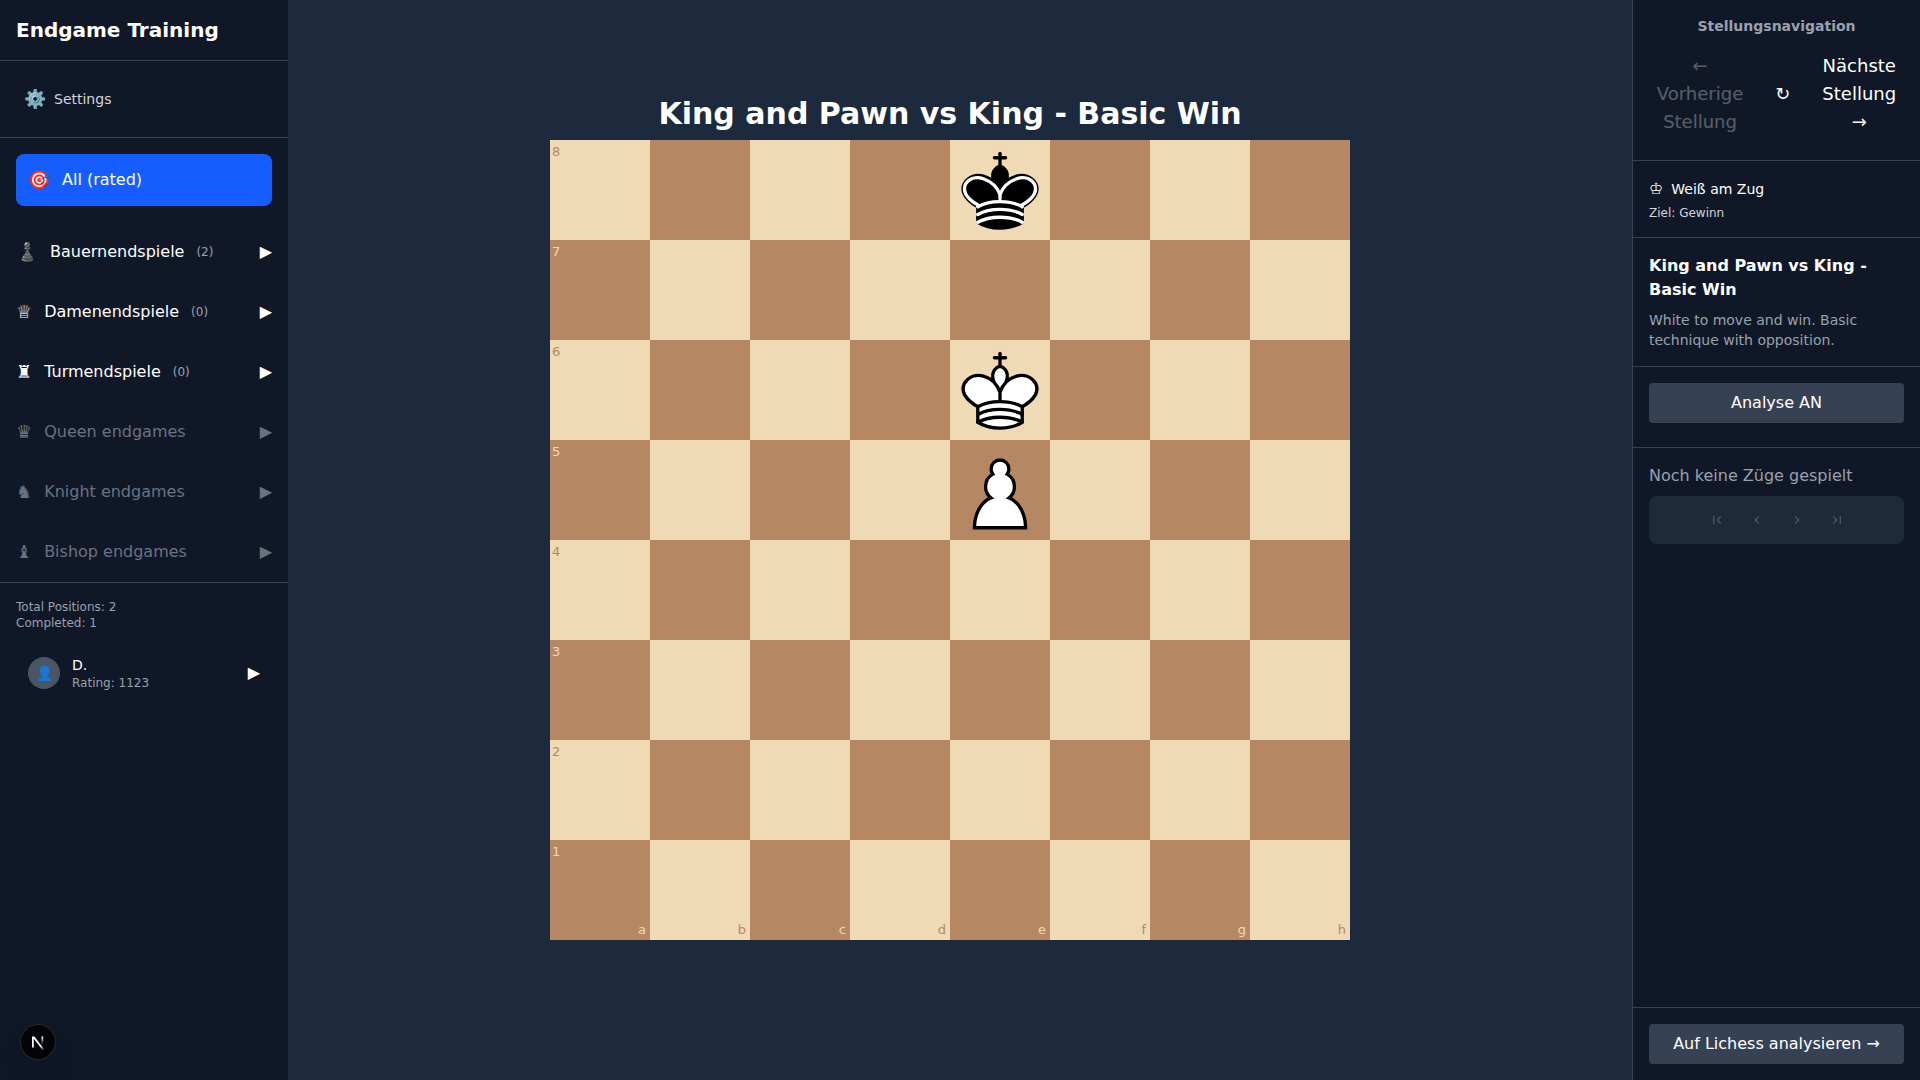 Endgame Training
⚙️ Settings
🎯 All (rated)
♟ Bauernendspiele (2) ▶
♕ Damenendspiele (0) ▶
♜ Turmendspiele (0) ▶
♛ Queen endgames ▶
♞ Knight endgames ▶
♝ Bishop endgames ▶
Total Positions: 2
Completed: 1
D.
Rating: 1123
▶
N
King and Pawn vs King - Basic Win
8
7
6
5
4
3
2
1
a b c d e f g h
Stellungsnavigation
←
Vorherige
Stellung
↻
Nächste
Stellung
→
♔ Weiß am Zug
Ziel: Gewinn
King and Pawn vs King -
Basic Win
White to move and win. Basic
technique with opposition.
Analyse AN
Noch keine Züge gespielt
Auf Lichess analysieren →